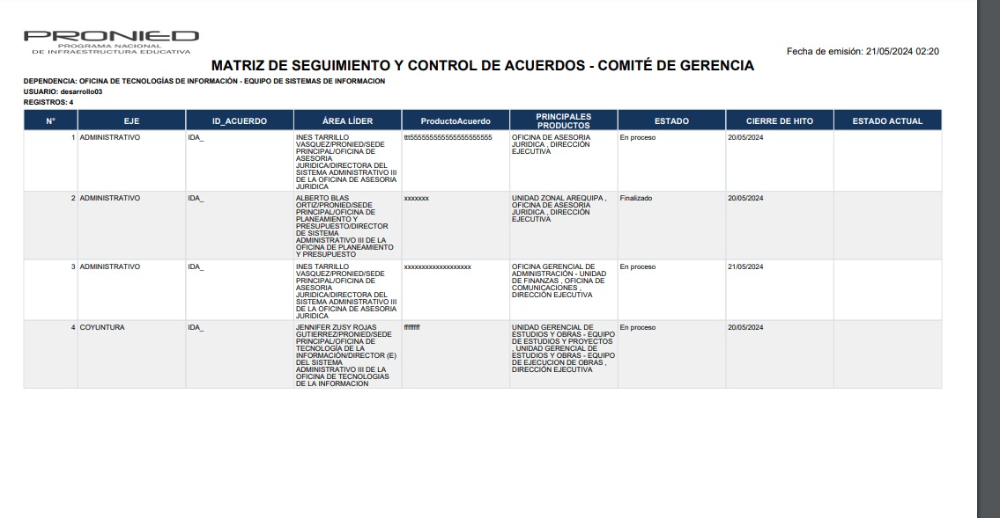 PRONIED
PROGRAMA NACIONAL
DE INFRAESTRUCTURA EDUCATIVA
Fecha de emisión: 21/05/2024 02:20
MATRIZ DE SEGUIMIENTO Y CONTROL DE ACUERDOS - COMITÉ DE GERENCIA
DEPENDENCIA: OFICINA DE TECNOLOGÍAS DE INFORMACIÓN - EQUIPO DE SISTEMAS DE INFORMACION
USUARIO: desarrollo03
REGISTROS: 4
N°
EJE
ID_ACUERDO
ÁREA LÍDER
ProductoAcuerdo
PRINCIPALES
PRODUCTOS
ESTADO
CIERRE DE HITO
ESTADO ACTUAL
1
ADMINISTRATIVO
IDA_
INES TARRILLO
VASQUEZ/PRONIED/SEDE
PRINCIPAL/OFICINA DE
ASESORIA
JURIDICA/DIRECTORA DEL
SISTEMA ADMINISTRATIVO III
DE LA OFICINA DE ASESORIA
JURIDICA
OFICINA DE ASESORIA
JURIDICA , DIRECCIÓN
EJECUTIVA
En proceso
20/05/2024
2
ADMINISTRATIVO
IDA_
ALBERTO BLAS
ORTIZ/PRONIED/SEDE
PRINCIPAL/OFICINA DE
PLANEAMIENTO Y
PRESUPUESTO/DIRECTOR
DE SISTEMA
ADMINISTRATIVO III DE LA
OFICINA DE PLANEAMIENTO
Y PRESUPUESTO
xxxxxxx
UNIDAD ZONAL AREQUIPA ,
OFICINA DE ASESORIA
JURIDICA , DIRECCIÓN
EJECUTIVA
Finalizado
20/05/2024
3
ADMINISTRATIVO
IDA_
INES TARRILLO
VASQUEZ/PRONIED/SEDE
PRINCIPAL/OFICINA DE
ASESORIA
JURIDICA/DIRECTORA DEL
SISTEMA ADMINISTRATIVO III
DE LA OFICINA DE ASESORIA
JURIDICA
xxxxxxxxxxxxxxxxxx
OFICINA GERENCIAL DE
ADMINISTRACIÓN - UNIDAD
DE FINANZAS , OFICINA DE
COMUNICACIONES ,
DIRECCIÓN EJECUTIVA
En proceso
21/05/2024
4
COYUNTURA
IDA_
JENNIFER ZUSY ROJAS
GUTIERREZ/PRONIED/SEDE
PRINCIPAL/OFICINA DE
TECNOLOGÍA DE LA
INFORMACIÓN/DIRECTOR (E)
DEL SISTEMA
ADMINISTRATIVO III DE LA
OFICINA DE TECNOLOGIAS
DE LA INFORMACION
UNIDAD GERENCIAL DE
ESTUDIOS Y OBRAS - EQUIPO
DE ESTUDIOS Y PROYECTOS
, UNIDAD GERENCIAL DE
ESTUDIOS Y OBRAS - EQUIPO
DE EJECUCION DE OBRAS ,
DIRECCIÓN EJECUTIVA
En proceso
20/05/2024